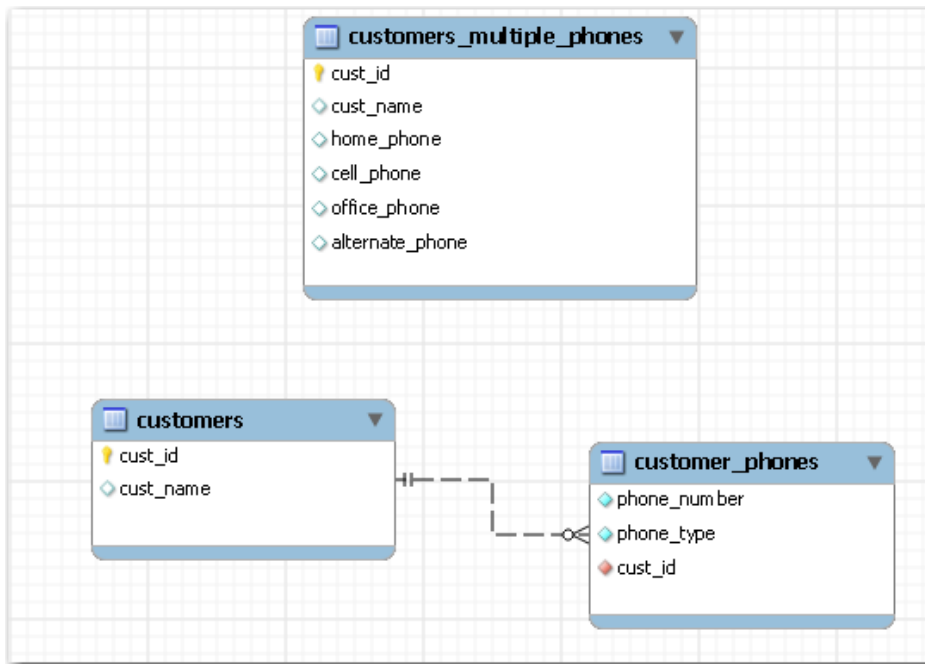 customers_multiple_phones
cust_id
cust_name
home_phone
cell_phone
office_phone
alternate_phone
customers
cust_id
cust_name
customer_phones
phone_number
phone_type
cust_id